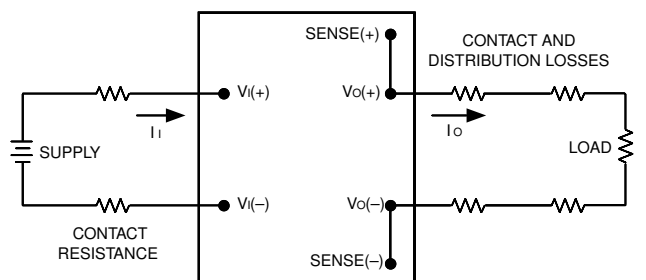 SENSE(+)
CONTACT AND
DISTRIBUTION LOSSES
VI(+)
VO(+)
II
IO
SUPPLY
LOAD
VI(–)
VO(–)
CONTACT
RESISTANCE
SENSE(–)